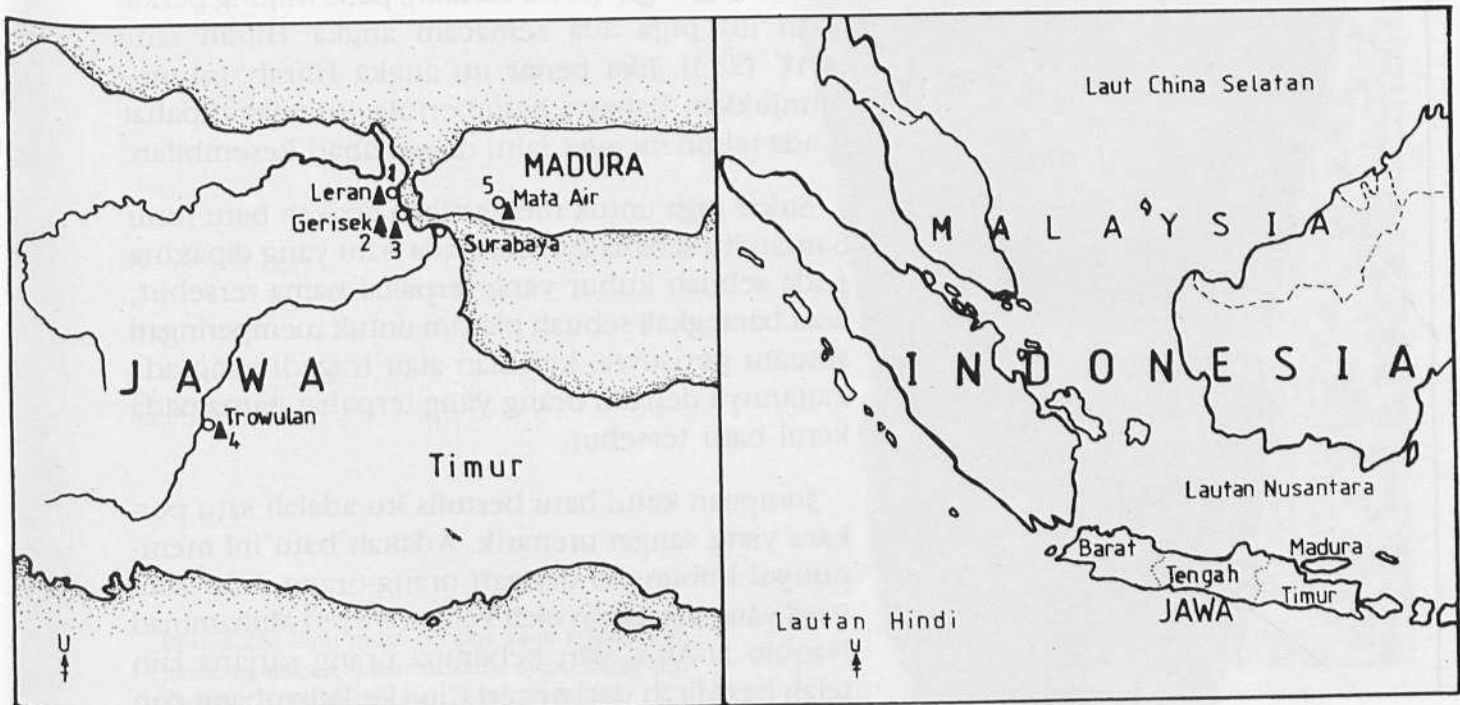 MADURA
1
Leran
5
Mata Air
Gerisek
2 3
Surabaya
JAWA
Trowulan
4
Timur
U
Laut China Selatan
MALAYSIA
INDONESIA
Lautan Nusantara
Barat
Madura
Tengah
Timur
JAWA
Lautan Hindi
U